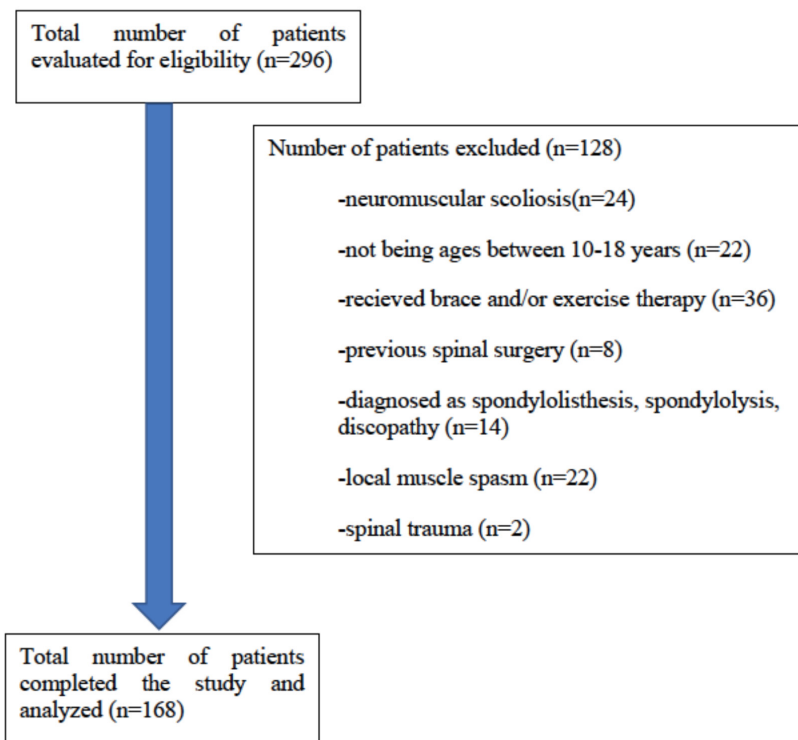 Total number of patients
evaluated for eligibility (n=296)
Number of patients excluded (n=128)
-neuromuscular scoliosis(n=24)
-not being ages between 10-18 years (n=22)
-recieved brace and/or exercise therapy (n=36)
-previous spinal surgery (n=8)
-diagnosed as spondylolisthesis, spondylolysis,
discopathy (n=14)
-local muscle spasm (n=22)
-spinal trauma (n=2)
Total number of patients
completed the study and
analyzed (n=168)